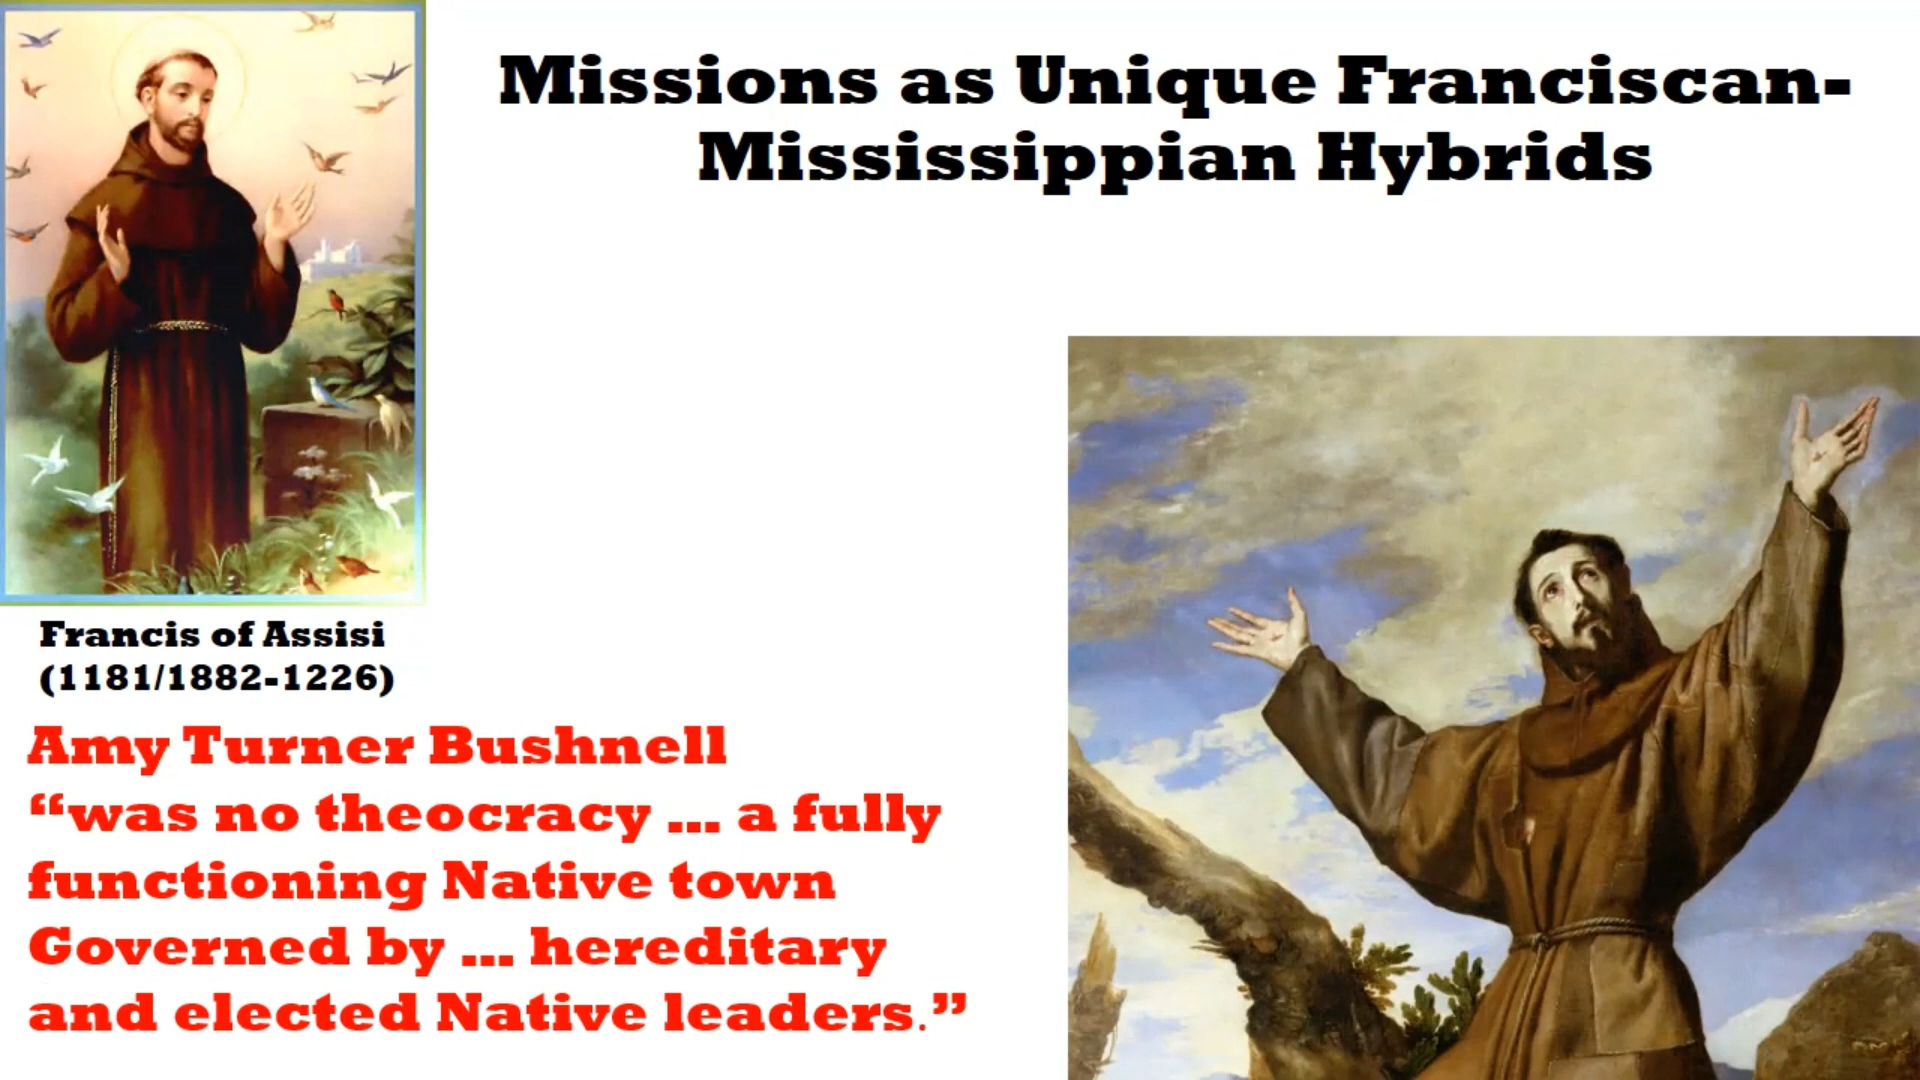 Missions as Unique Franciscan-
Mississippian Hybrids
Francis of Assisi
(1181/1882-1226)
Amy Turner Bushnell
“was no theocracy ... a fully
functioning Native town
Governed by ... hereditary
and elected Native leaders.”